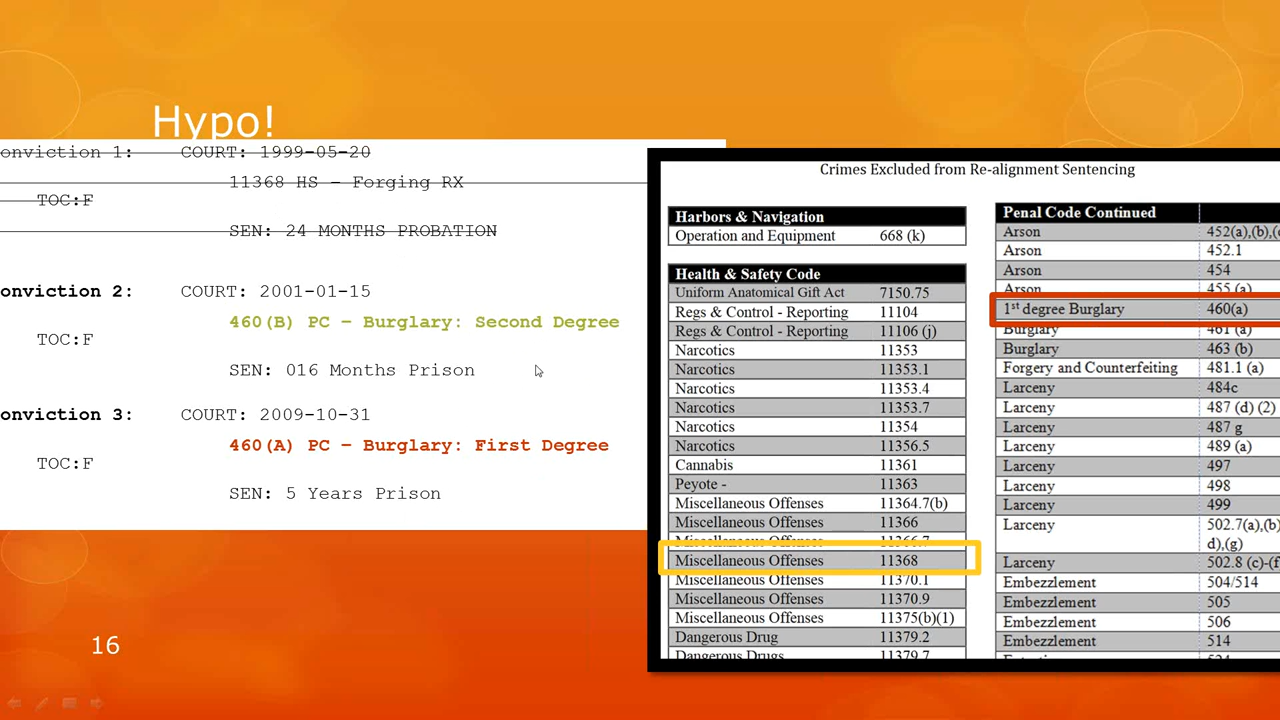 Hypo!
onviction 1: COURT: 1999-05-20
11368 HS – Forging RX
TOC:F
SEN: 24 MONTHS PROBATION
onviction 2: COURT: 2001-01-15
460(B) PC – Burglary: Second Degree
TOC:F
SEN: 016 Months Prison
onviction 3: COURT: 2009-10-31
460(A) PC – Burglary: First Degree
TOC:F
SEN: 5 Years Prison
16
Crimes Excluded from Re-alignment Sentencing
Harbors & Navigation
Operation and Equipment 668 (k)
Health & Safety Code
Uniform Anatomical Gift Act 7150.75
Regs & Control - Reporting 11104
Regs & Control - Reporting 11106 (j)
Narcotics 11353
Narcotics 11353.1
Narcotics 11353.4
Narcotics 11353.7
Narcotics 11354
Narcotics 11356.5
Cannabis 11361
Peyote - 11363
Miscellaneous Offenses 11364.7(b)
Miscellaneous Offenses 11366
Miscellaneous Offenses 11366.7
Miscellaneous Offenses 11368
Miscellaneous Offenses 11370.1
Miscellaneous Offenses 11370.9
Miscellaneous Offenses 11375(b)(1)
Dangerous Drug 11379.2
Dangerous Drugs 11379.7
Penal Code Continued
Arson 452(a),(b),(
Arson 452.1
Arson 454
Arson 455 (a)
1st degree Burglary 460(a)
Burglary 461 (a)
Burglary 463 (b)
Forgery and Counterfeiting 481.1 (a)
Larceny 484c
Larceny 487 (d) (2)
Larceny 487 g
Larceny 489 (a)
Larceny 497
Larceny 498
Larceny 499
Larceny 502.7(a),(b)
d),(g)
Larceny 502.8 (c)-(f
Embezzlement 504/514
Embezzlement 505
Embezzlement 506
Embezzlement 514